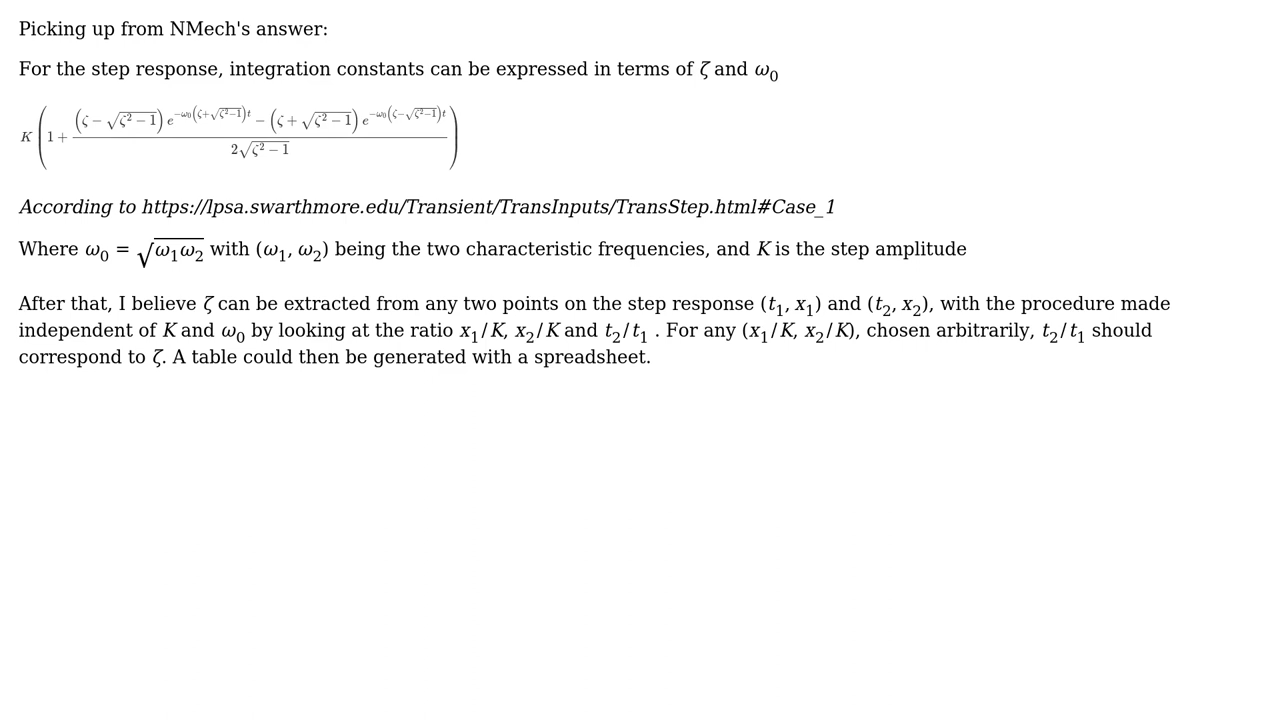 Picking up from NMech's answer:
For the step response, integration constants can be expressed in terms of ζ and ω₀
K ( 1 + \frac{(ζ − \sqrt{ζ² − 1}) e^{−ω₀(ζ+\sqrt{ζ²−1})t} − (ζ + \sqrt{ζ² − 1}) e^{−ω₀(ζ−\sqrt{ζ²−1})t}}{2\sqrt{ζ² − 1}} )
According to https://lpsa.swarthmore.edu/Transient/TransInputs/TransStep.html#Case_1
Where ω₀ = √(ω₁ω₂) with (ω₁, ω₂) being the two characteristic frequencies, and K is the step amplitude
After that, I believe ζ can be extracted from any two points on the step response (t₁, x₁) and (t₂, x₂), with the procedure made
independent of K and ω₀ by looking at the ratio x₁/K, x₂/K and t₂/t₁ . For any (x₁/K, x₂/K), chosen arbitrarily, t₂/t₁ should
correspond to ζ. A table could then be generated with a spreadsheet.